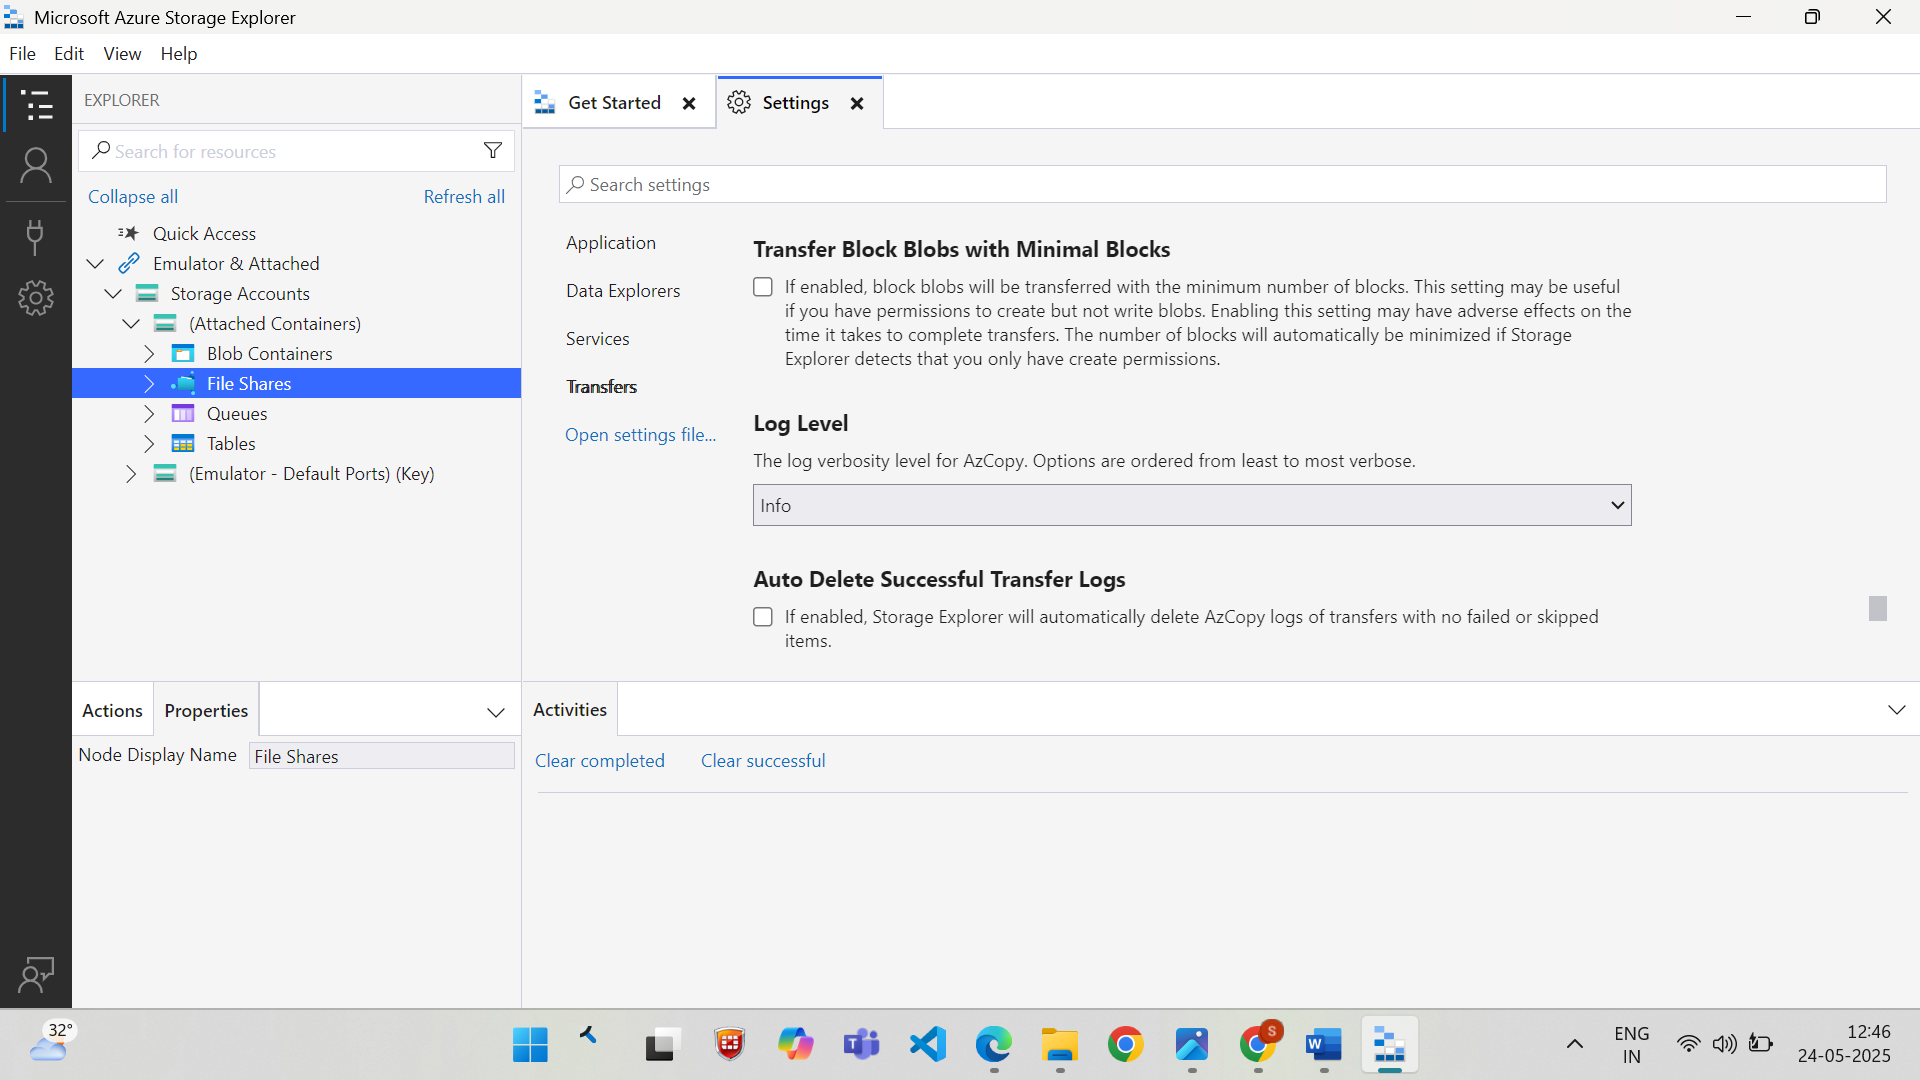 Microsoft Azure Storage Explorer
File Edit View Help
EXPLORER
Search for resources
Collapse all Refresh all
Quick Access
Emulator & Attached
Storage Accounts
(Attached Containers)
Blob Containers
File Shares
Queues
Tables
(Emulator - Default Ports) (Key)
Get Started Settings
Search settings
Application
Data Explorers
Services
Transfers
Open settings file...
Transfer Block Blobs with Minimal Blocks
If enabled, block blobs will be transferred with the minimum number of blocks. This setting may be useful
if you have permissions to create but not write blobs. Enabling this setting may have adverse effects on the
time it takes to complete transfers. The number of blocks will automatically be minimized if Storage
Explorer detects that you only have create permissions.
Log Level
The log verbosity level for AzCopy. Options are ordered from least to most verbose.
Info
Auto Delete Successful Transfer Logs
If enabled, Storage Explorer will automatically delete AzCopy logs of transfers with no failed or skipped
items.
Actions Properties
Node Display Name File Shares
Activities
Clear completed Clear successful
32°
S
ENG
IN
12:46
24-05-2025